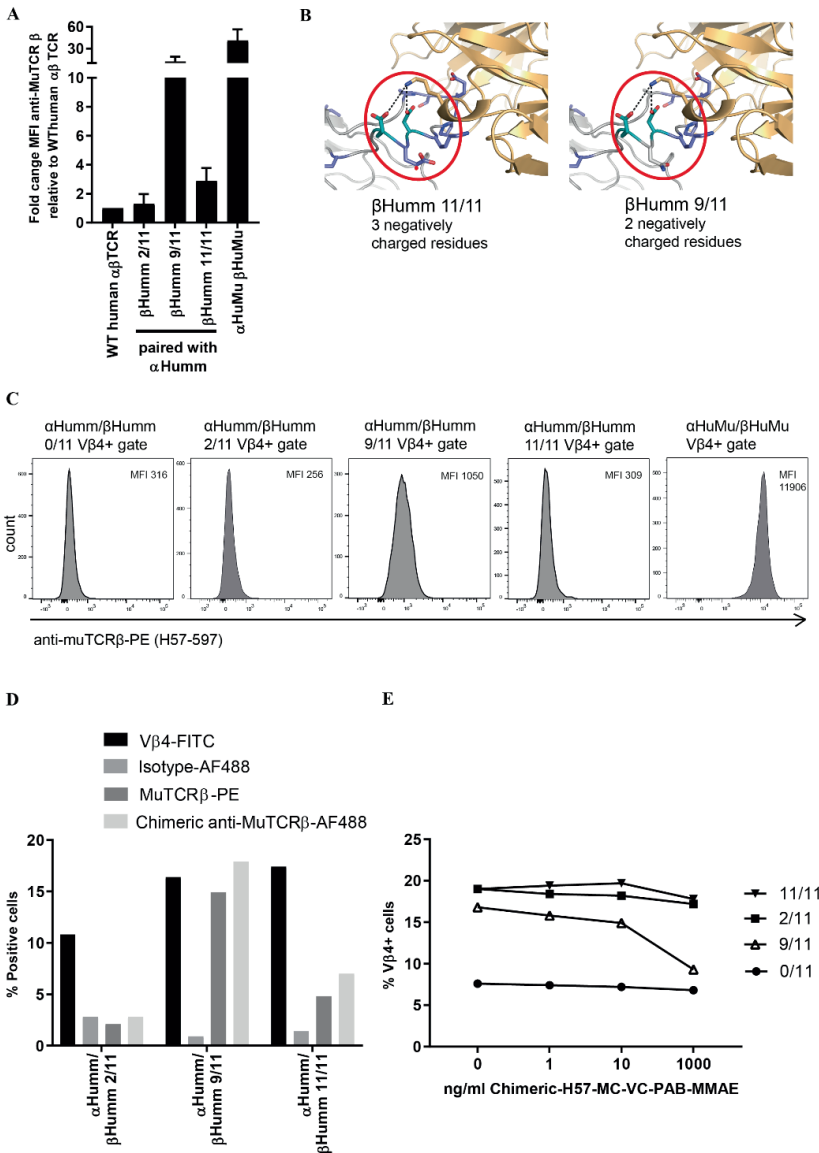 A
Fold cange MFI anti-MuTCR β
relative to WThuman αβ TCR
60
30
10
8
6
4
2
0
WT human αβTCR
βHumm 2/11
βHumm 9/11
βHumm 11/11
αHuMu βHuMu
paired with
αHumm
B
βHumm 11/11
3 negatively
charged residues
βHumm 9/11
2 negatively
charged residues
C
αHumm/βHumm
0/11 Vβ4+ gate
αHumm/βHumm
2/11 Vβ4+ gate
αHumm/βHumm
9/11 Vβ4+ gate
αHumm/βHumm
11/11 Vβ4+ gate
αHuMu/βHuMu
Vβ4+ gate
MFI 316
MFI 256
MFI 1050
MFI 309
MFI
11906
count
anti-muTCRβ-PE (H57-597)
D
Vβ4-FITC
Isotype-AF488
MuTCRβ-PE
Chimeric anti-MuTCRβ-AF488
% Positive cells
20
15
10
5
0
αHumm/
βHumm 2/11
αHumm/
βHumm 9/11
αHumm/
βHumm 11/11
E
% Vβ4+ cells
25
20
15
10
5
0
0 1 10 1000
ng/ml Chimeric-H57-MC-VC-PAB-MMAE
11/11
2/11
9/11
0/11